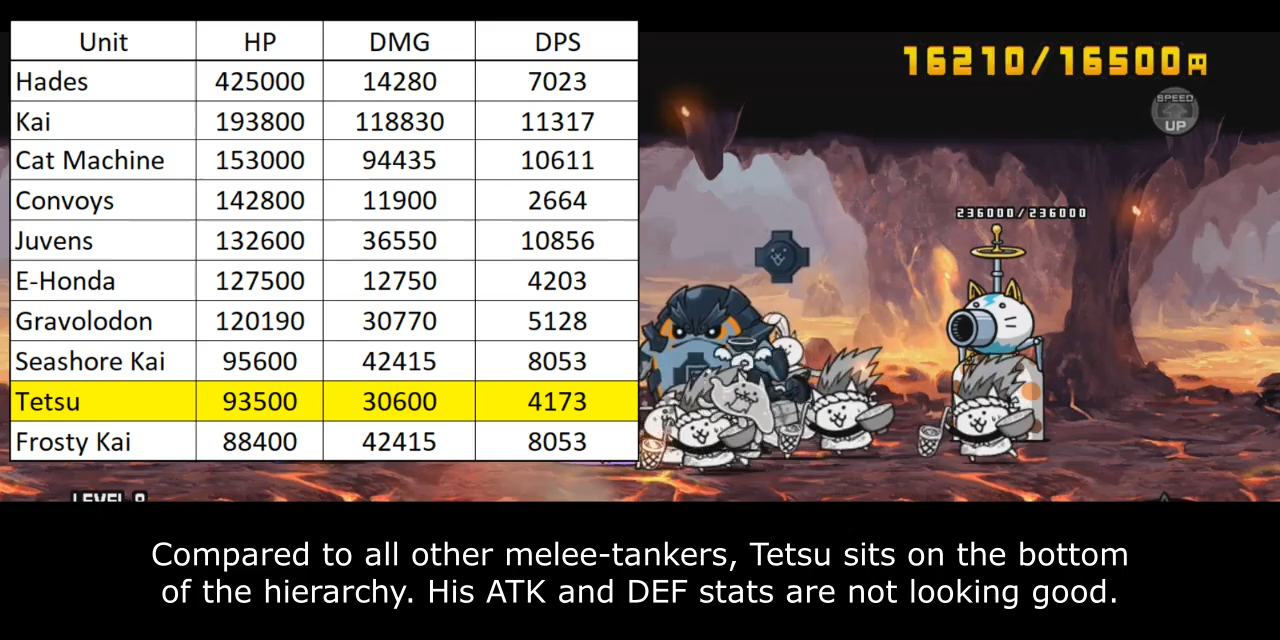 Unit HP DMG DPS
Hades 425000 14280 7023
Kai 193800 118830 11317
Cat Machine 153000 94435 10611
Convoys 142800 11900 2664
Juvens 132600 36550 10856
E-Honda 127500 12750 4203
Gravolodon 120190 30770 5128
Seashore Kai 95600 42415 8053
Tetsu 93500 30600 4173
Frosty Kai 88400 42415 8053
16210/16500円
SPEED
UP
236000/236000
Compared to all other melee-tankers, Tetsu sits on the bottom
of the hierarchy. His ATK and DEF stats are not looking good.